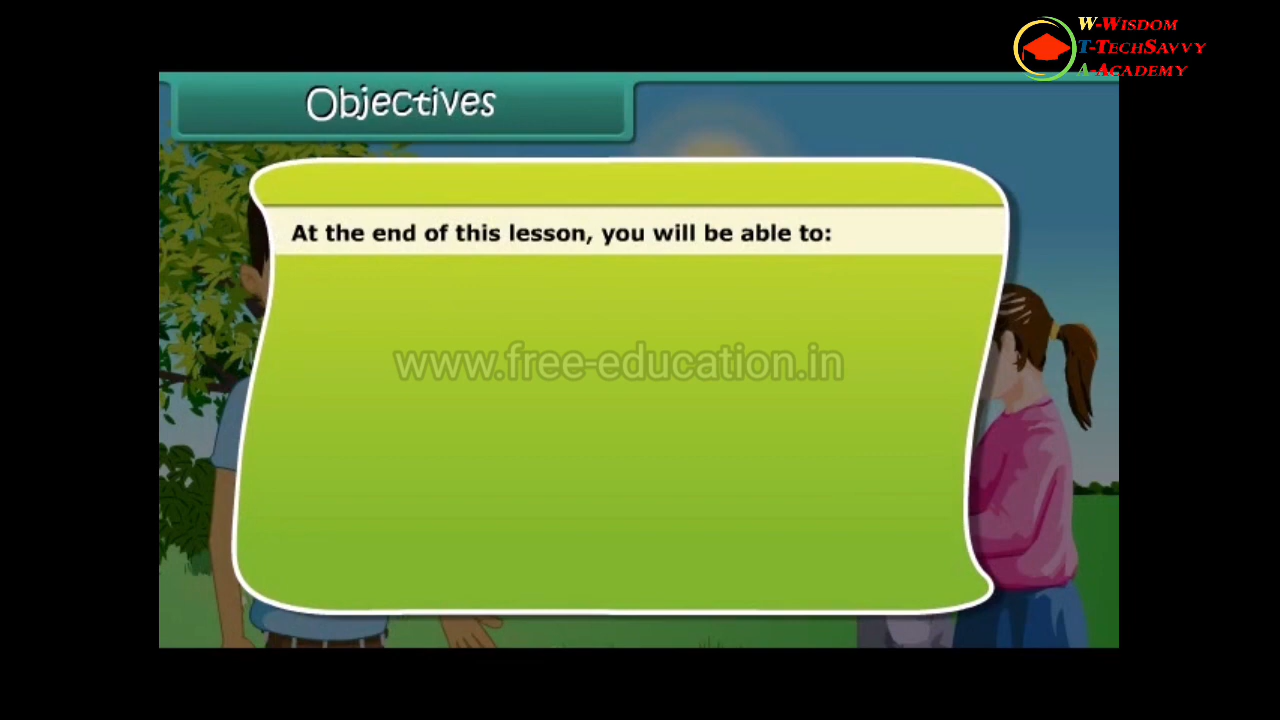 W-Wisdom
T-TechSavvy
A-Academy
Objectives
At the end of this lesson, you will be able to:
www.free-education.in